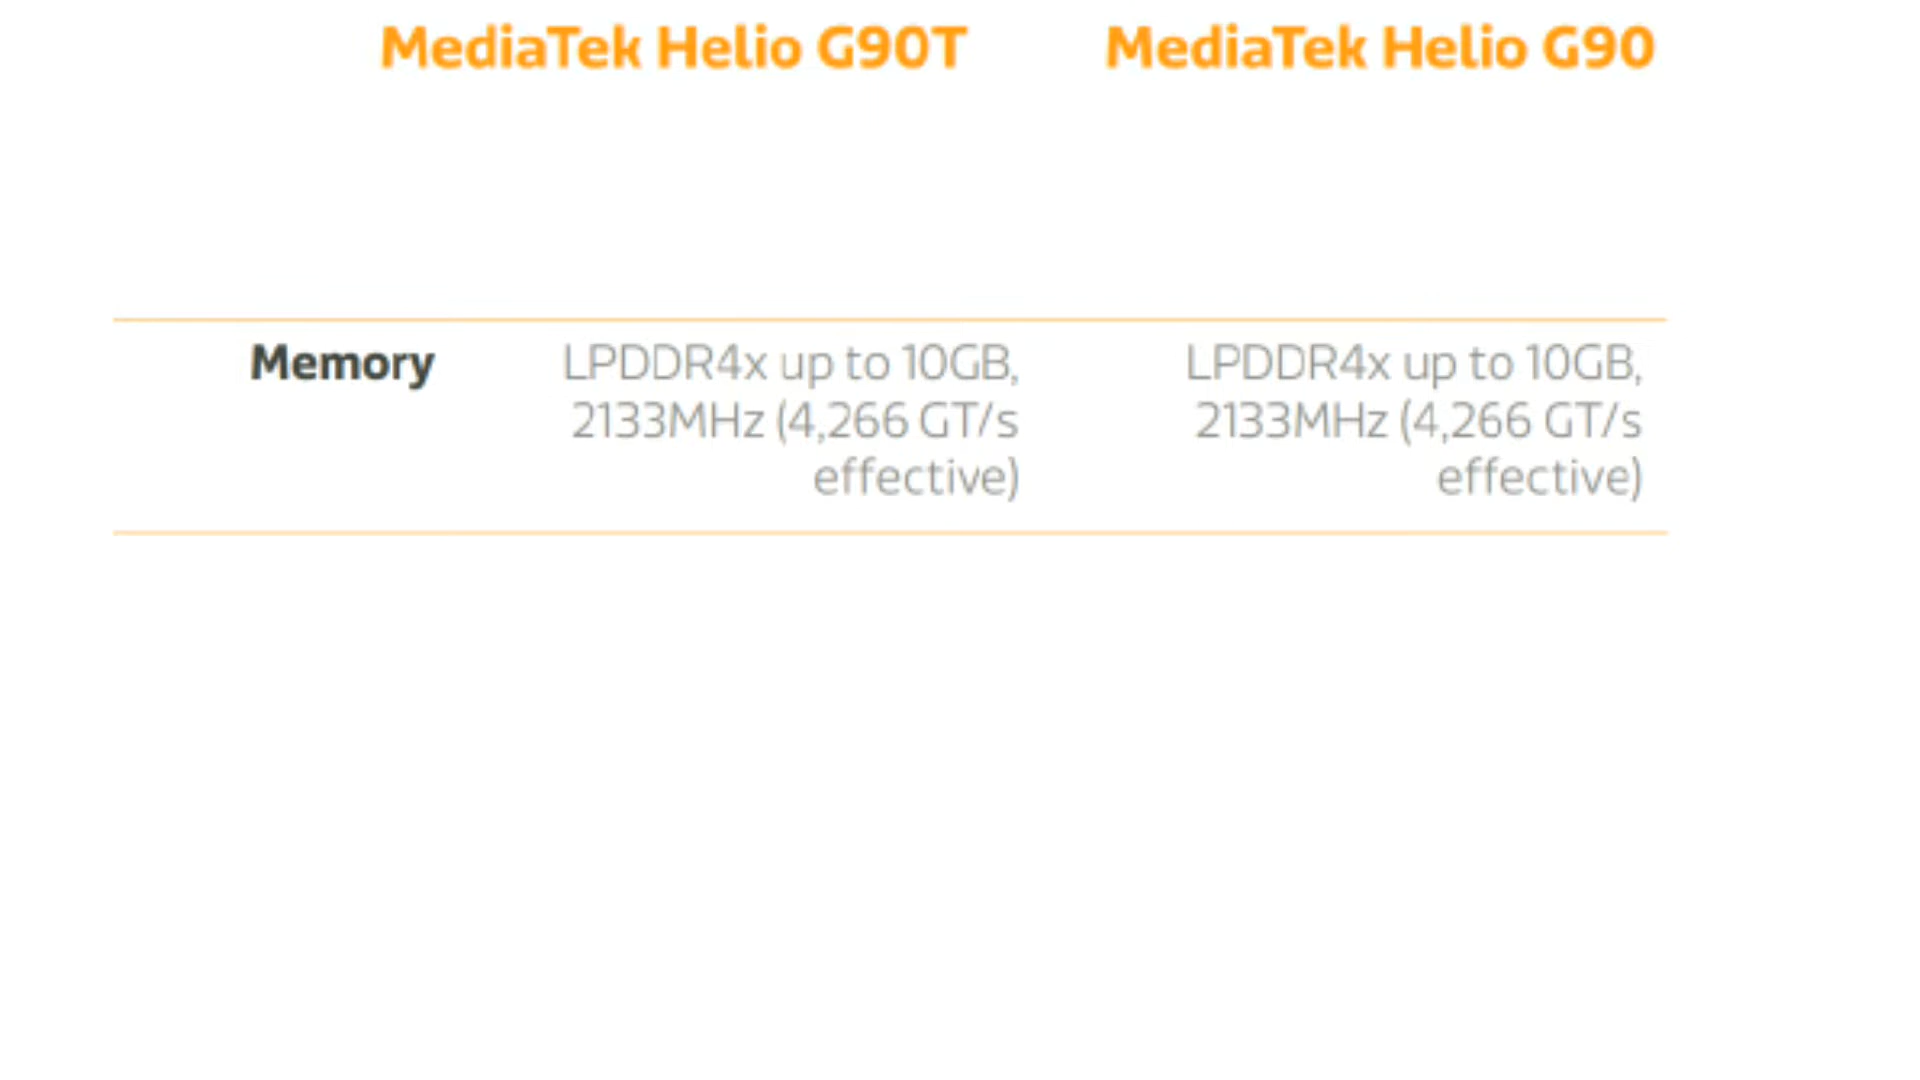 MediaTek Helio G90T MediaTek Helio G90
Memory LPDDR4x up to 10GB, LPDDR4x up to 10GB,
2133MHz (4,266 GT/s 2133MHz (4,266 GT/s
effective) effective)